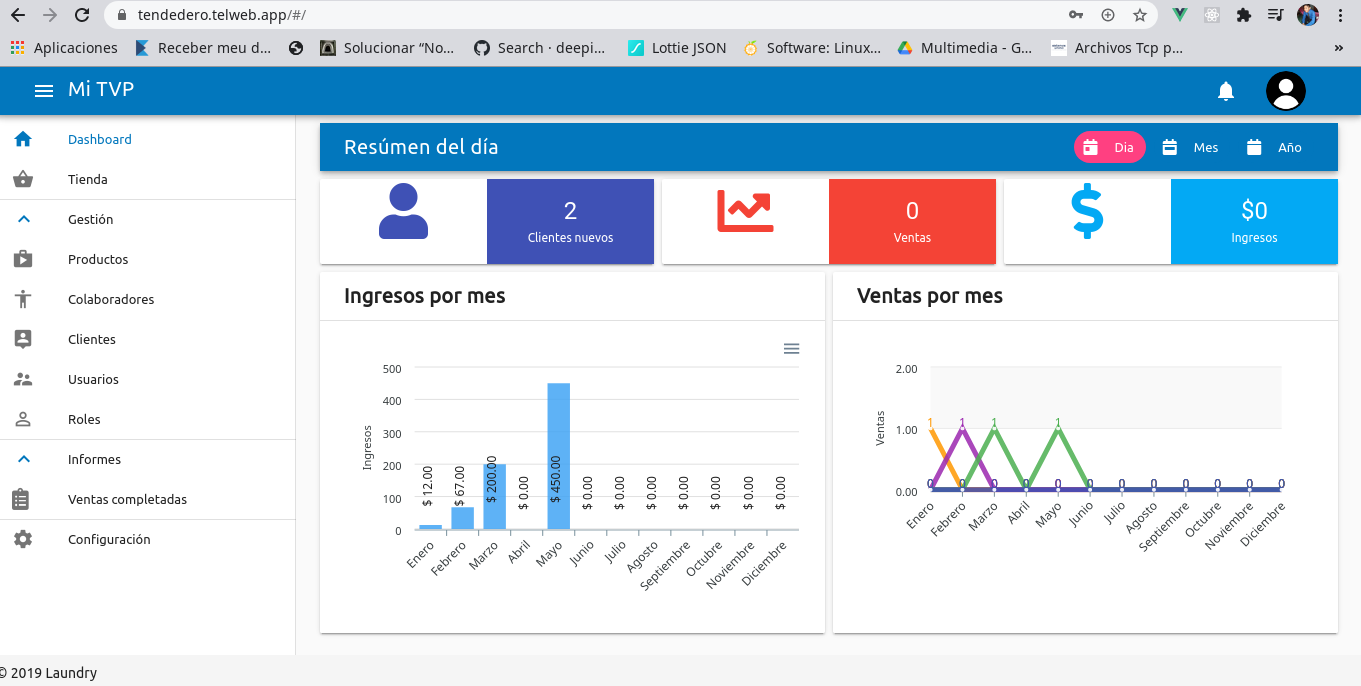 tendedero.telweb.app/#/
Aplicaciones
Receber meu d...
Solucionar “No...
Search · deepi...
Lottie JSON
Software: Linux...
Multimedia - G...
Archivos Tcp p...
»
Mi TVP
Dashboard
Tienda
Gestión
Productos
Colaboradores
Clientes
Usuarios
Roles
Informes
Ventas completadas
Configuración
Resúmen del día
Dia
Mes
Año
2
Clientes nuevos
0
Ventas
$0
Ingresos
Ingresos por mes
500
400
300
200
100
0
Ingresos
$ 12.00
$ 67.00
$ 200.00
$ 0.00
$ 450.00
$ 0.00
$ 0.00
$ 0.00
$ 0.00
$ 0.00
$ 0.00
$ 0.00
Enero
Febrero
Marzo
Abril
Mayo
Junio
Julio
Agosto
Septiembre
Octubre
Noviembre
Diciembre
Ventas por mes
2.00
1.00
0.00
Ventas
1
1
1
1
0
0
0
0
0
0
0
0
0
0
0
0
Enero
Febrero
Marzo
Abril
Mayo
Junio
Julio
Agosto
Septiembre
Octubre
Noviembre
Diciembre
© 2019 Laundry